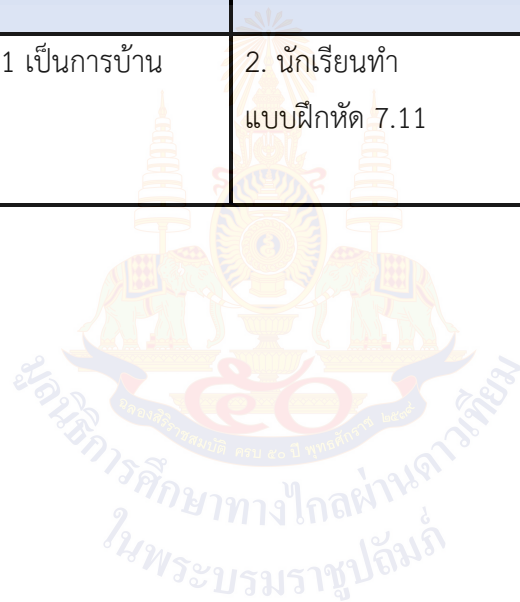 1 เป็นการบ้าน
2. นักเรียนทำ
แบบฝึกหัด 7.11
๕๐
ฉลองสิริราชสมบัติ ครบ ๕๐ ปี พุทธศักราช ๒๕๓๙
มูลนิธิการศึกษาทางไกลผ่านดาวเทียม
ในพระบรมราชูปถัมภ์